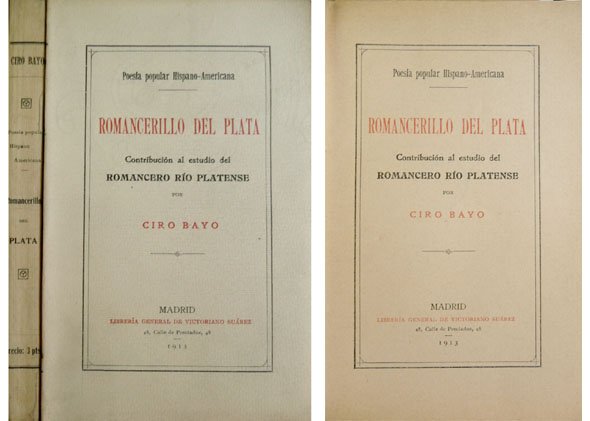 CIRO BAYO
Poesía popular
Hispano
Americana
Romancerillo
DEL
PLATA
Precio: 3 pts
Poesía popular Hispano-Americana
ROMANCERILLO DEL PLATA
Contribución al estudio del
ROMANCERO RÍO PLATENSE
POR
CIRO BAYO
MADRID
LIBRERÍA GENERAL DE VICTORIANO SUÁREZ
48, Calle de Preciados, 48
1913
Poesía popular Hispano-Americana
ROMANCERILLO DEL PLATA
Contribución al estudio del
ROMANCERO RÍO PLATENSE
POR
CIRO BAYO
MADRID
LIBRERÍA GENERAL DE VICTORIANO SUÁREZ
48, Calle de Preciados, 48
1913